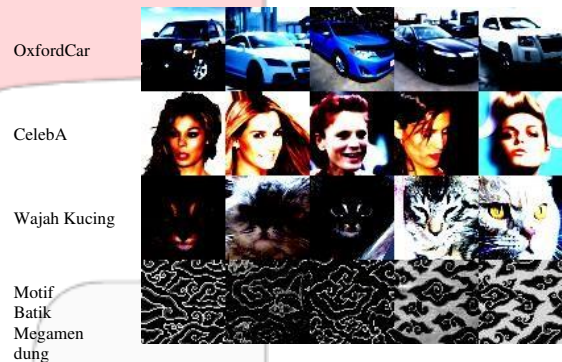 OxfordCar
CelebA
Wajah Kucing
Motif
Batik
Megamen
dung